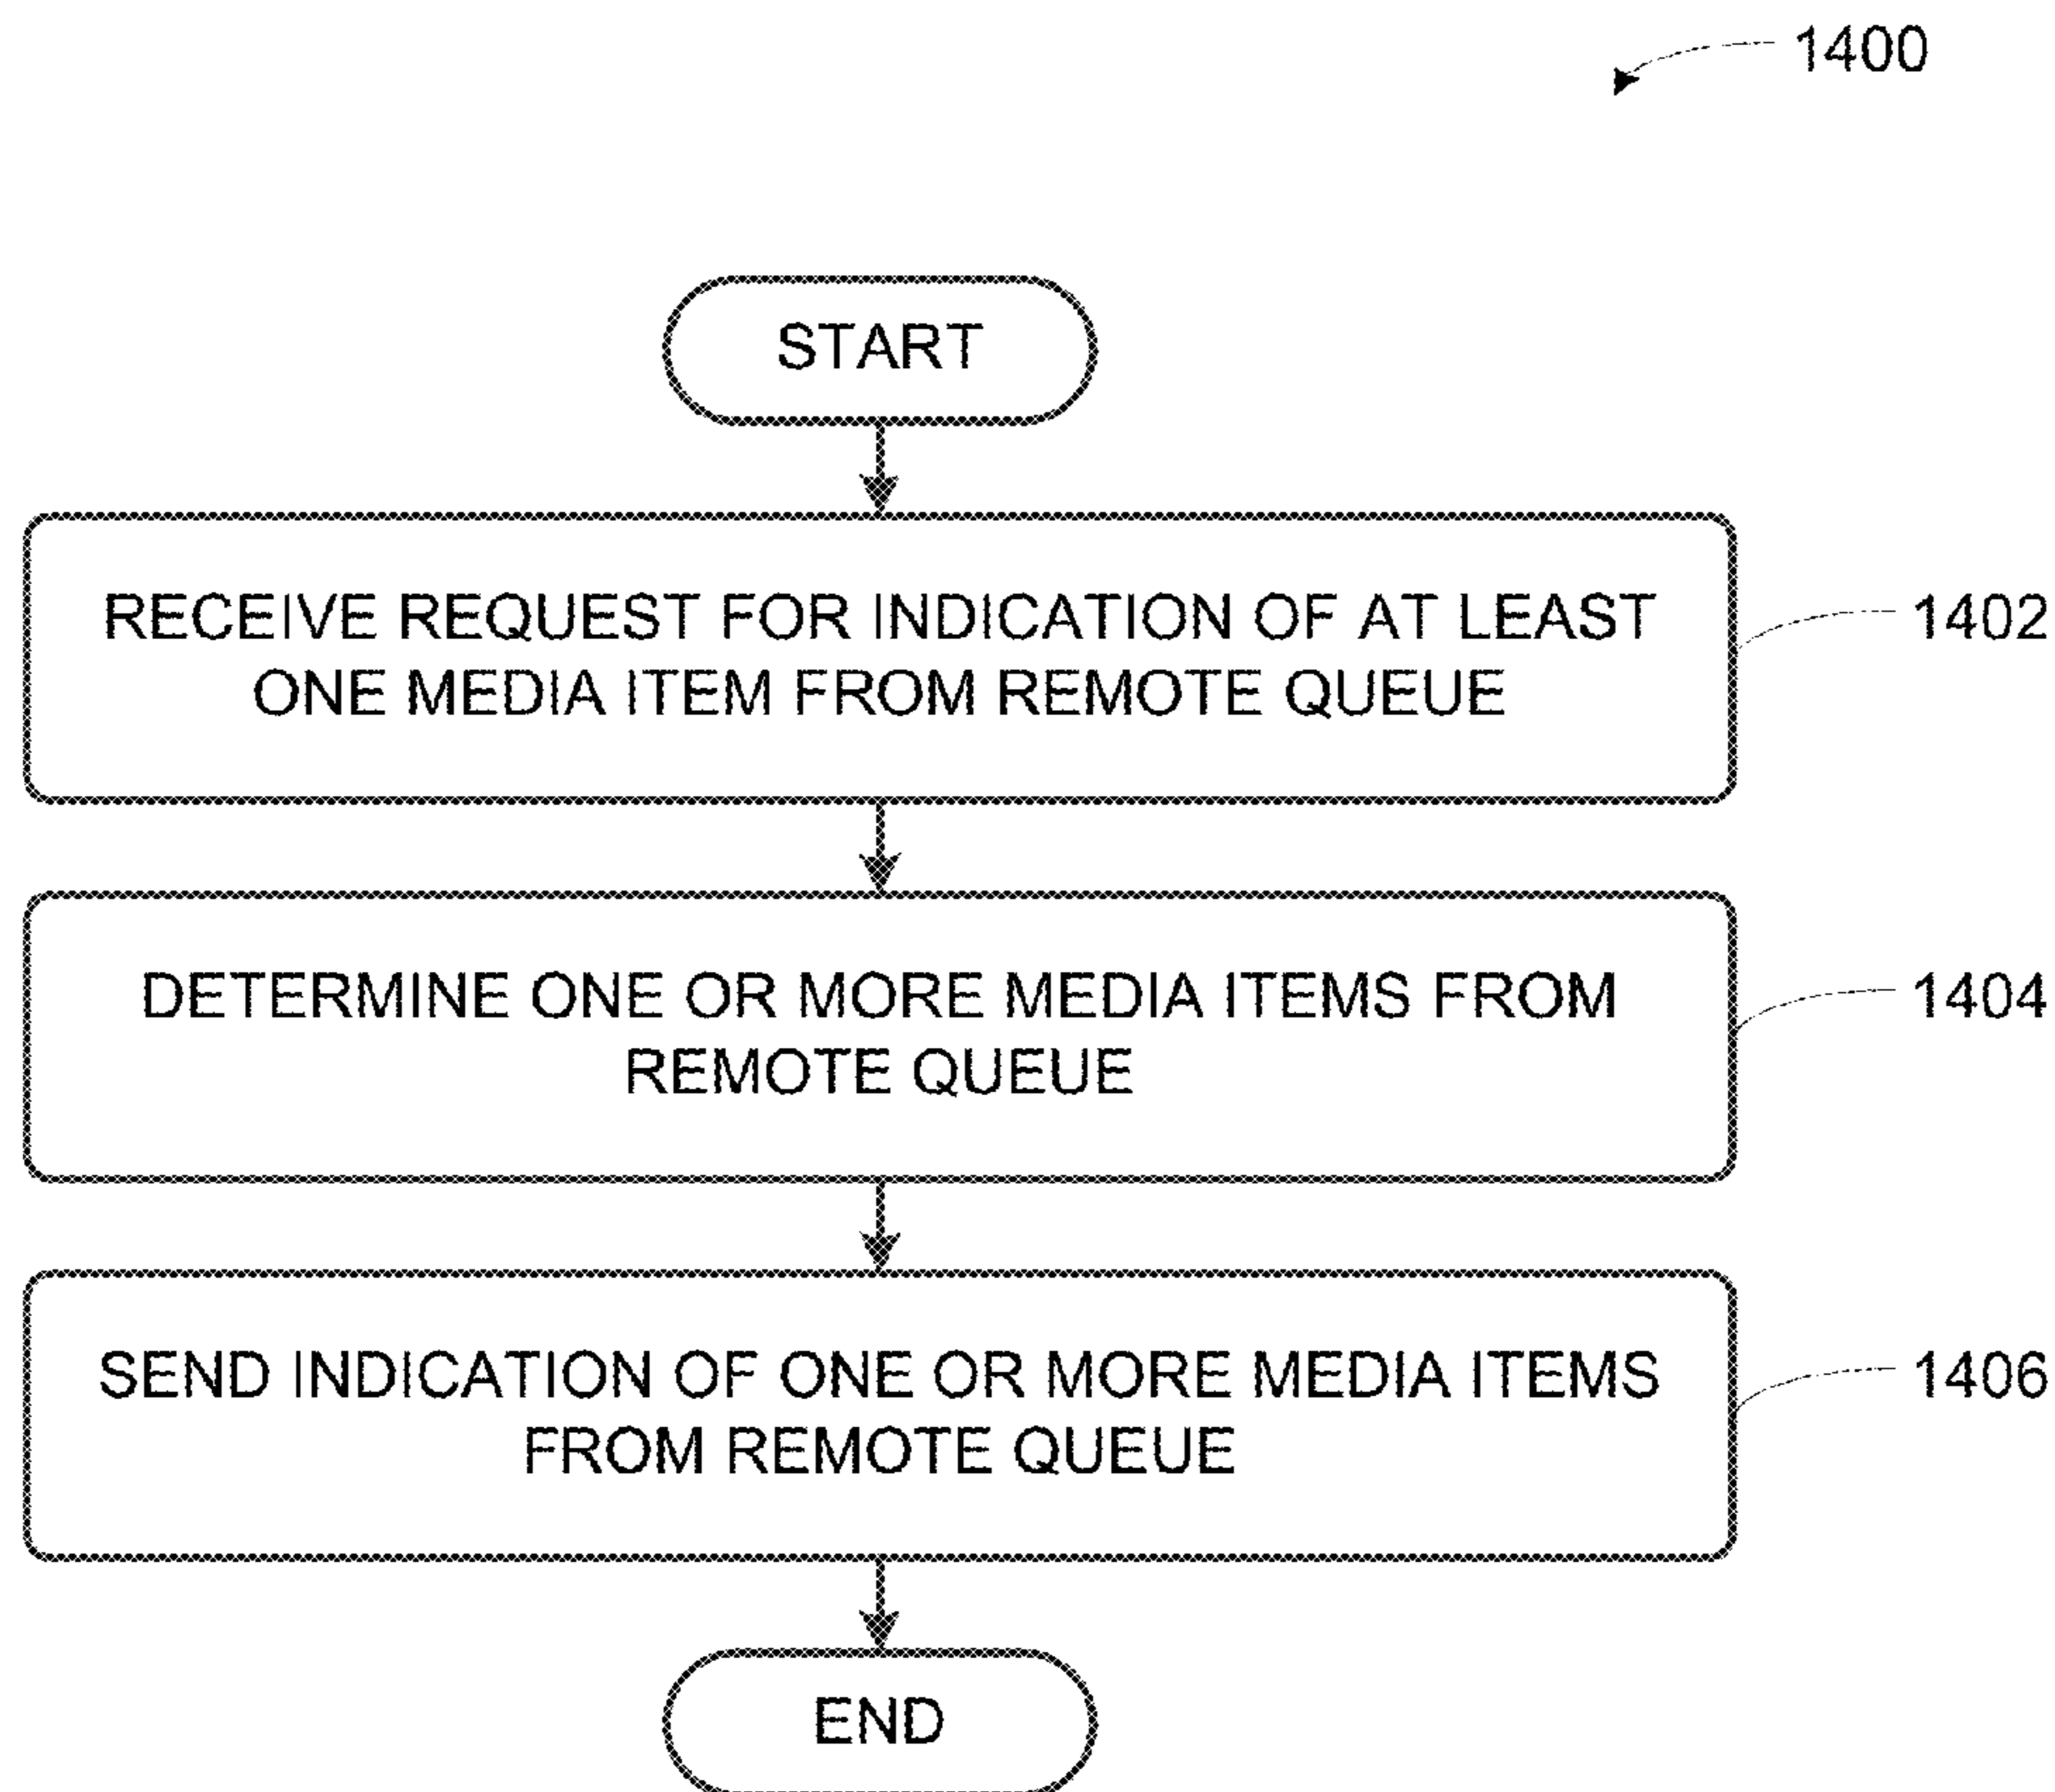 1400
START
RECEIVE REQUEST FOR INDICATION OF AT LEAST
ONE MEDIA ITEM FROM REMOTE QUEUE
1402
DETERMINE ONE OR MORE MEDIA ITEMS FROM
REMOTE QUEUE
1404
SEND INDICATION OF ONE OR MORE MEDIA ITEMS
FROM REMOTE QUEUE
1406
END